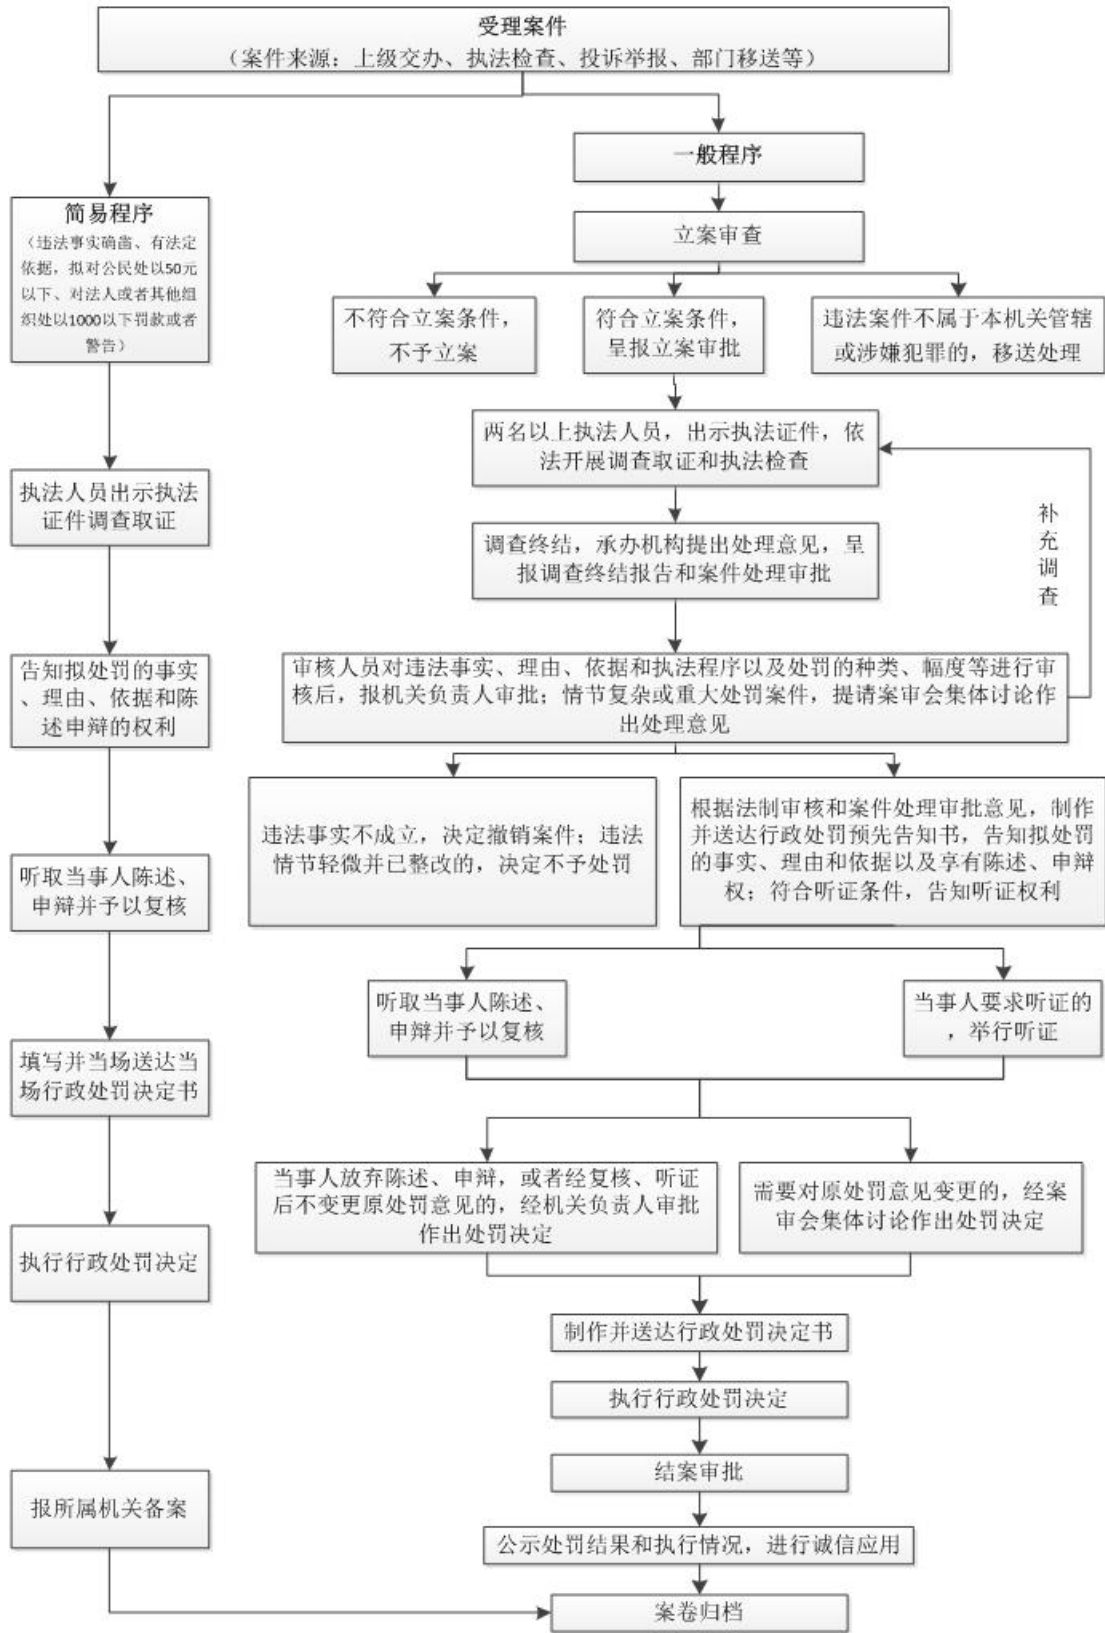 受理案件
（案件来源：上级交办、执法检查、投诉举报、部门移送等）
简易程序
（违法事实确凿、有法定
依据，拟对公民处以50元
以下、对法人或者其他组
织处以1000以下罚款或者
警告）
执法人员出示执法
证件调查取证
告知拟处罚的事实
、理由、依据和陈
述申辩的权利
听取当事人陈述、
申辩并予以复核
填写并当场送达当
场行政处罚决定书
执行行政处罚决定
报所属机关备案
一般程序
立案审查
不符合立案条件，
不予立案
符合立案条件，
呈报立案审批
违法案件不属于本机关管辖
或涉嫌犯罪的，移送处理
两名以上执法人员，出示执法证件，依
法开展调查取证和执法检查
补
充
调
查
调查终结，承办机构提出处理意见，呈
报调查终结报告和案件处理审批
审核人员对违法事实、理由、依据和执法程序以及处罚的种类、幅度等进行审
核后，报机关负责人审批；情节复杂或重大处罚案件，提请案审会集体讨论作
出处理意见
违法事实不成立，决定撤销案件；违法
情节轻微并已整改的，决定不予处罚
根据法制审核和案件处理审批意见，制作
并送达行政处罚预先告知书，告知拟处罚
的事实、理由和依据以及享有陈述、申辩
权；符合听证条件，告知听证权利
听取当事人陈述、
申辩并予以复核
当事人要求听证的
，举行听证
当事人放弃陈述、申辩，或者经复核、听证
后不变更原处罚意见的，经机关负责人审批
作出处罚决定
需要对原处罚意见变更的，经案
审会集体讨论作出处罚决定
制作并送达行政处罚决定书
执行行政处罚决定
结案审批
公示处罚结果和执行情况，进行诚信应用
案卷归档